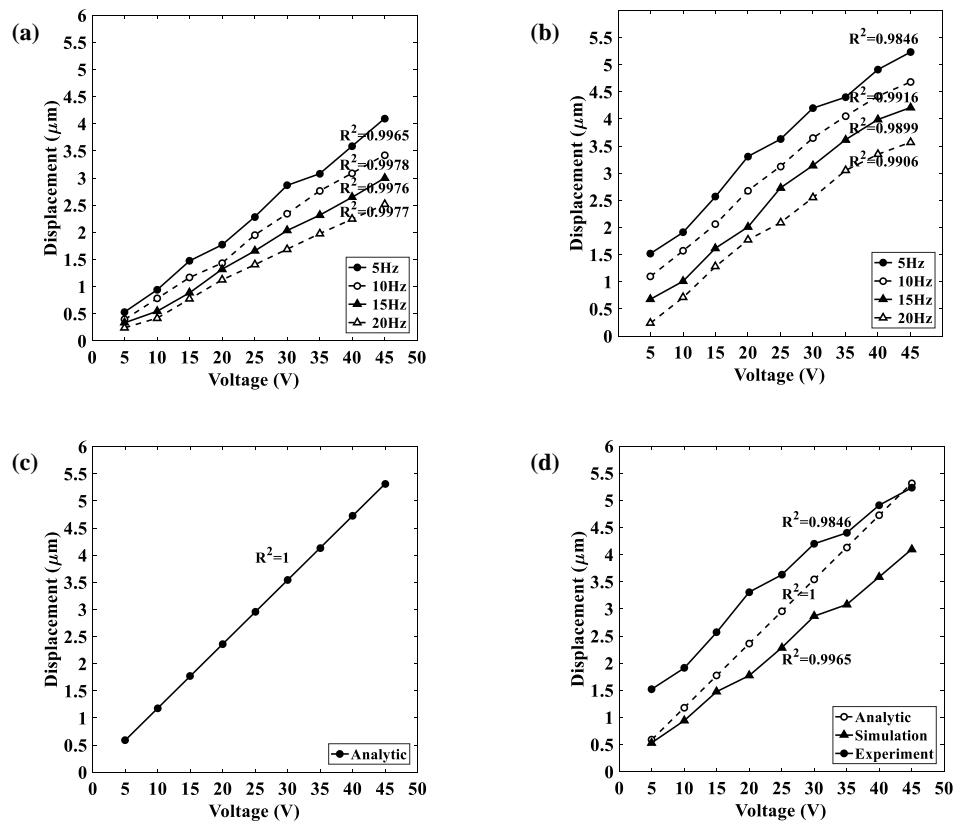 (a)
6
5.5
5
4.5
4
3.5
3
2.5
2
1.5
1
0.5
0
Displacement (μm)
R²=0.9965
R²=0.9978
R²=0.9976
R²=0.9977
5Hz
10Hz
15Hz
20Hz
0 5 10 15 20 25 30 35 40 45 50
Voltage (V)
(b)
5.5
5
4.5
4
3.5
3
2.5
2
1.5
1
0.5
0
Displacement (μm)
R²=0.9846
R²=0.9916
R²=0.9899
R²=0.9906
5Hz
10Hz
15Hz
20Hz
5 10 15 20 25 30 35 40 45
Voltage (V)
(c)
6
5.5
5
4.5
4
3.5
3
2.5
2
1.5
1
0.5
0
Displacement (μm)
R²=1
Analytic
0 5 10 15 20 25 30 35 40 45 50
Voltage (V)
(d)
6
5.5
5
4.5
4
3.5
3
2.5
2
1.5
1
0.5
0
Displacement (μm)
R²=0.9846
R²=1
R²=0.9965
Analytic
Simulation
Experiment
0 5 10 15 20 25 30 35 40 45 50
Voltage (V)